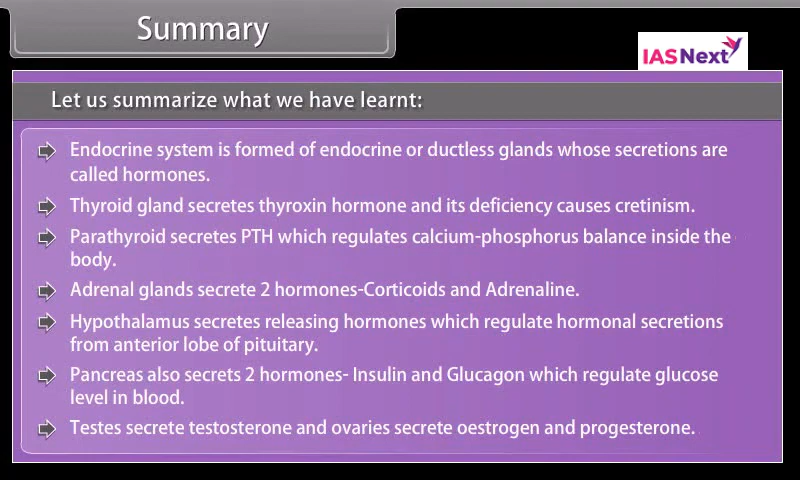 Summary
IASNext
Let us summarize what we have learnt:
Endocrine system is formed of endocrine or ductless glands whose secretions are
called hormones.
Thyroid gland secretes thyroxin hormone and its deficiency causes cretinism.
Parathyroid secretes PTH which regulates calcium-phosphorus balance inside the
body.
Adrenal glands secrete 2 hormones-Corticoids and Adrenaline.
Hypothalamus secretes releasing hormones which regulate hormonal secretions
from anterior lobe of pituitary.
Pancreas also secrets 2 hormones- Insulin and Glucagon which regulate glucose
level in blood.
Testes secrete testosterone and ovaries secrete oestrogen and progesterone.